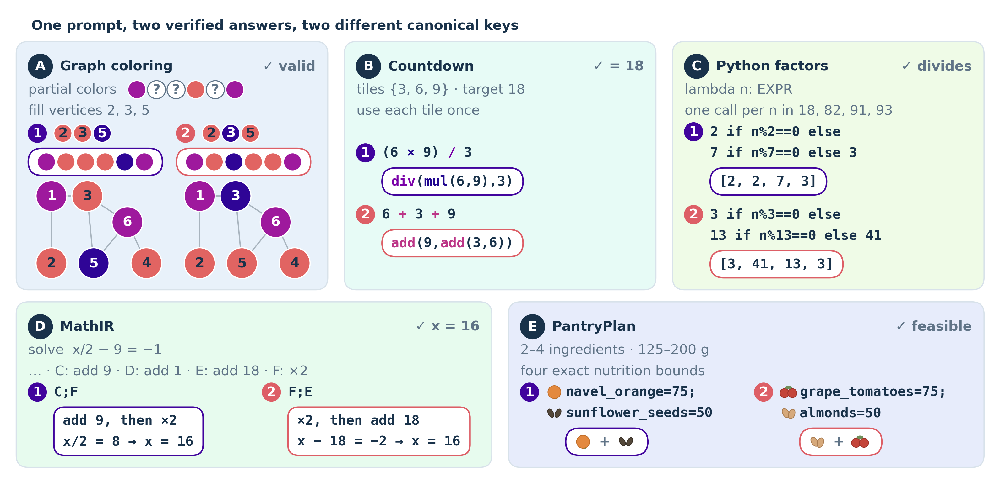 One prompt, two verified answers, two different canonical keys
A Graph coloring ✓ valid
partial colors ? ? ?
fill vertices 2, 3, 5
1 2 3 5
2 2 3 5
1 3
6
2 5 4
1 3
6
2 5 4
B Countdown ✓ = 18
tiles {3, 6, 9} · target 18
use each tile once
1 (6 × 9) / 3
div(mul(6,9),3)
2 6 + 3 + 9
add(9,add(3,6))
C Python factors ✓ divides
lambda n: EXPR
one call per n in 18, 82, 91, 93
1 2 if n%2==0 else
7 if n%7==0 else 3
[2, 2, 7, 3]
2 3 if n%3==0 else
13 if n%13==0 else 41
[3, 41, 13, 3]
D MathIR ✓ x = 16
solve x/2 − 9 = −1
… · C: add 9 · D: add 1 · E: add 18 · F: ×2
1 C;F
add 9, then ×2
x/2 = 8 → x = 16
2 F;E
×2, then add 18
x − 18 = −2 → x = 16
E PantryPlan ✓ feasible
2–4 ingredients · 125–200 g
four exact nutrition bounds
1 navel_orange=75;
sunflower_seeds=50
+
2 grape_tomatoes=75;
almonds=50
+